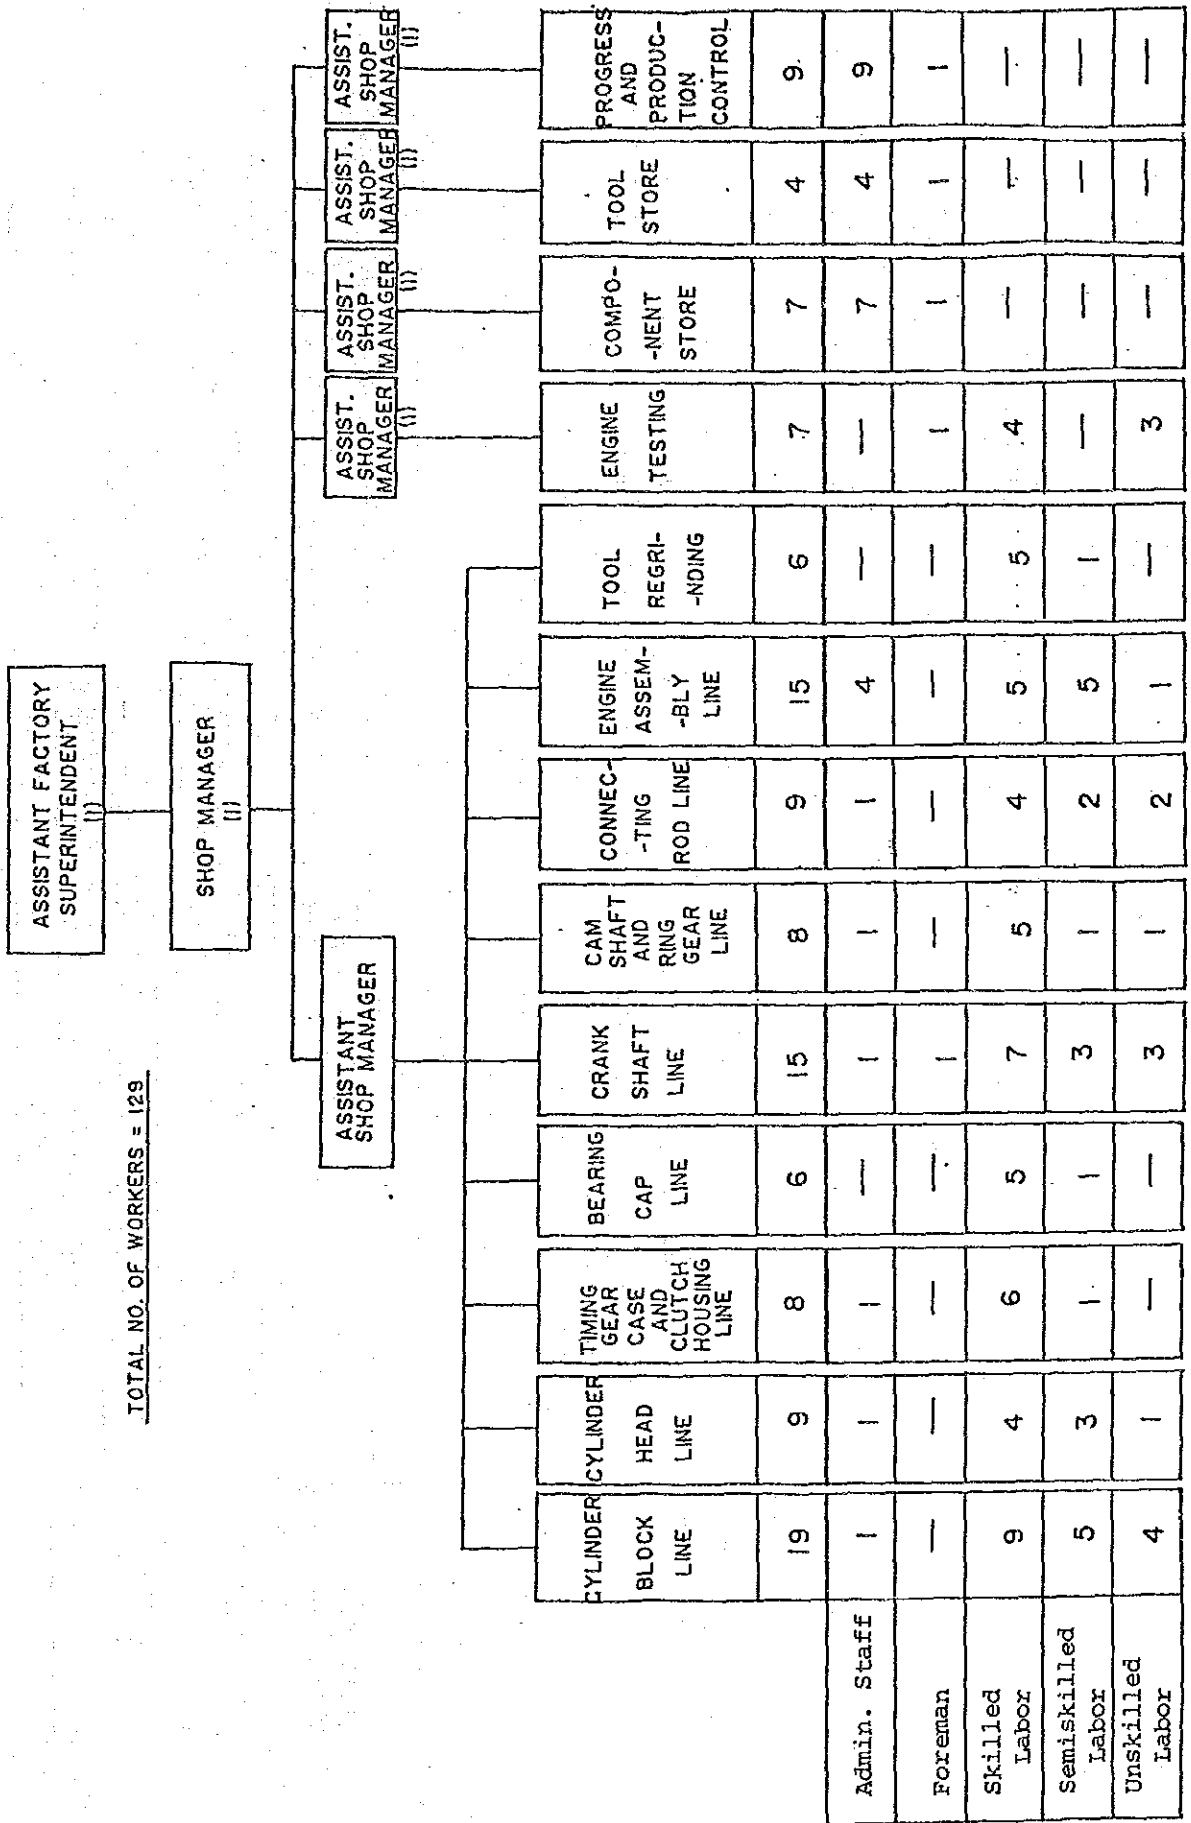 TOTAL NO. OF WORKERS = 129
ASSISTANT FACTORY
SUPERINTENDENT
(1)
SHOP MANAGER
(1)
ASSISTANT
SHOP MANAGER
ASSIST.
SHOP
MANAGER
(1)
ASSIST.
SHOP
MANAGER
(1)
ASSIST.
SHOP
MANAGER
(1)
ASSIST.
SHOP
MANAGER
(1)
CYLINDER
BLOCK
LINE
CYLINDER
HEAD
LINE
TIMING
GEAR
CASE
AND
CLUTCH
HOUSING
LINE
BEARING
CAP
LINE
CRANK
SHAFT
LINE
CAM
SHAFT
AND
RING
GEAR
LINE
CONNEC-
-TING
ROD LINE
ENGINE
ASSEM-
-BLY
LINE
TOOL
REGRI-
-NDING
ENGINE
TESTING
COMPO-
-NENT
STORE
TOOL
STORE
PROGRESS
AND
PRODUC-
TION
CONTROL
19 9 8 6 15 8 9 15 6 7 7 4 9
Admin. Staff 1 1 1 — 1 1 1 4 — — 7 4 9
Foreman — — — — 1 — — — — 1 1 1 1
Skilled
Labor 9 4 6 5 7 5 4 5 5 4 — — —
Semiskilled
Labor 5 3 1 1 3 1 2 5 1 — — — —
Unskilled
Labor 4 1 — — 3 1 2 1 — 3 — — —